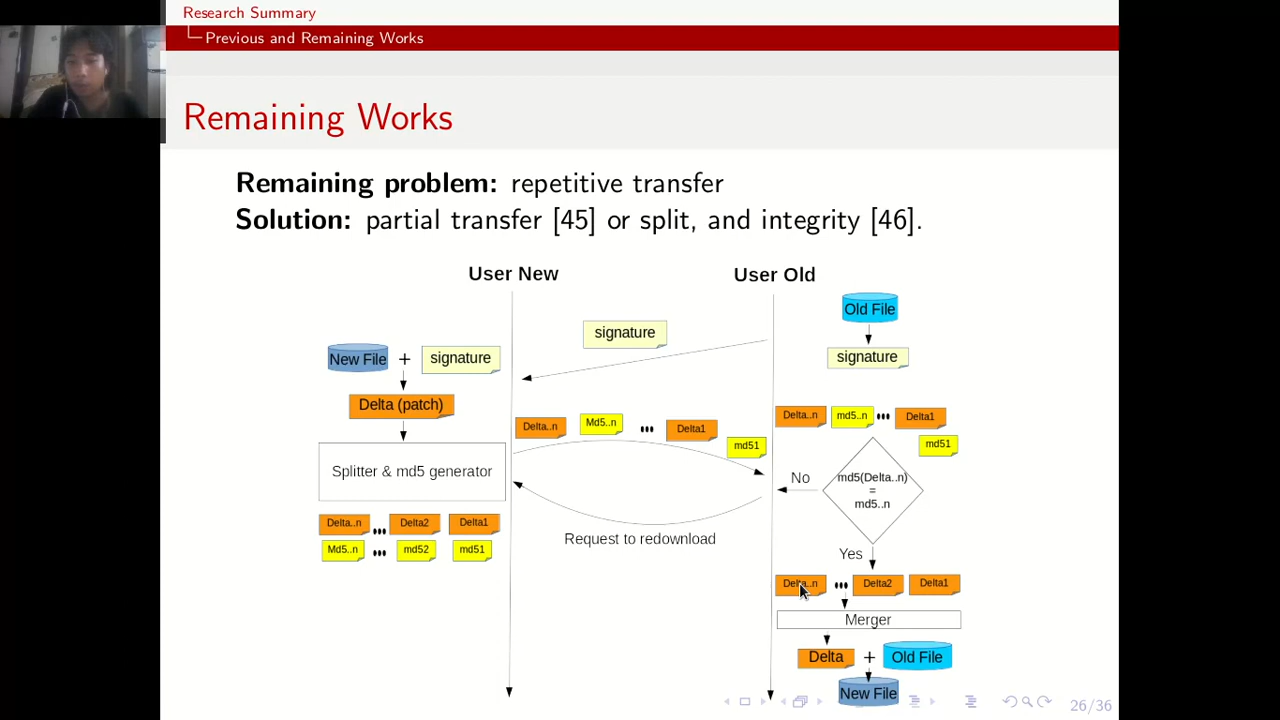 Research Summary
Previous and Remaining Works
Remaining Works
Remaining problem: repetitive transfer
Solution: partial transfer [45] or split, and integrity [46].
User New
User Old
Old File
signature
signature
New File + signature
Delta (patch)
Delta..n Md5..n ••• Delta1
md51
Delta..n md5..n ••• Delta1
md51
Splitter & md5 generator
No
md5(Delta..n)
=
md5..n
Delta..n ••• Delta2 Delta1
Md5..n ••• md52 md51
Request to redownload
Yes
Delta..n ••• Delta2 Delta1
Merger
Delta + Old File
New File
26/36